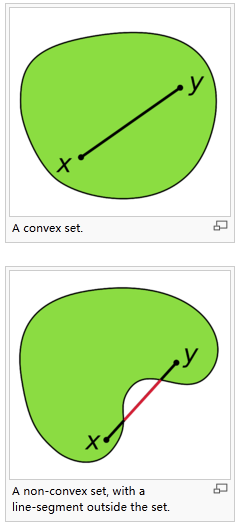 x
y
A convex set.
x
y
A non-convex set, with a
line-segment outside the set.